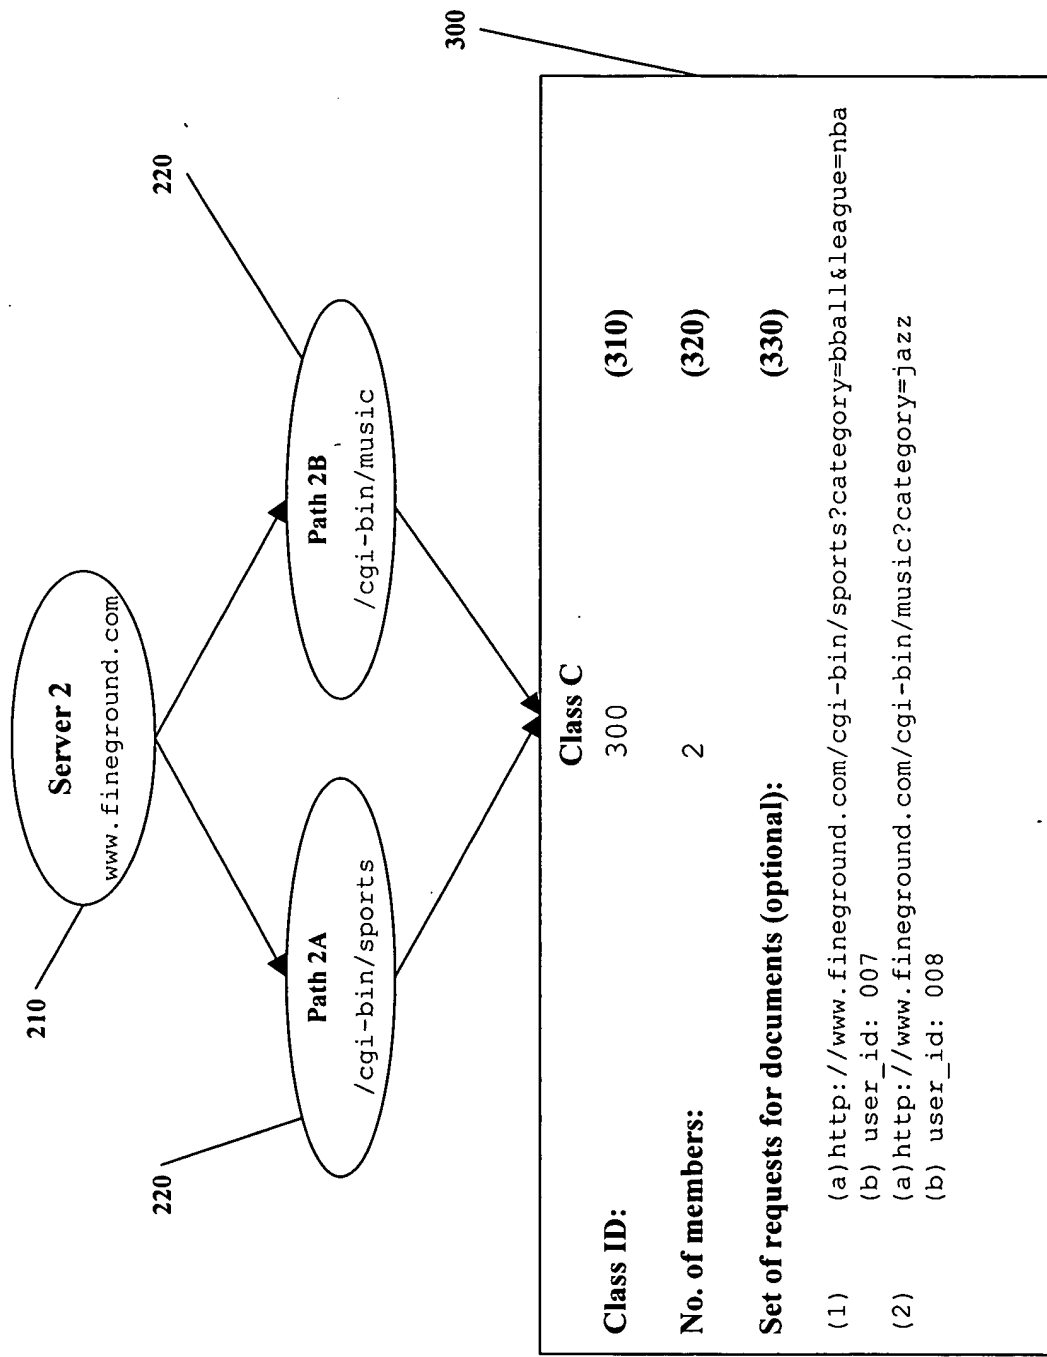 210
Server 2
www.fineground.com
220
Path 2A
/cgi-bin/sports
Path 2B
/cgi-bin/music
220
300
Class C
Class ID: 300 (310)
No. of members: 2 (320)
Set of requests for documents (optional): (330)
(1) (a)http://www.fineground.com/cgi-bin/sports?category=bball&league=nba
(b) user_id: 007
(2) (a)http://www.fineground.com/cgi-bin/music?category=jazz
(b) user_id: 008